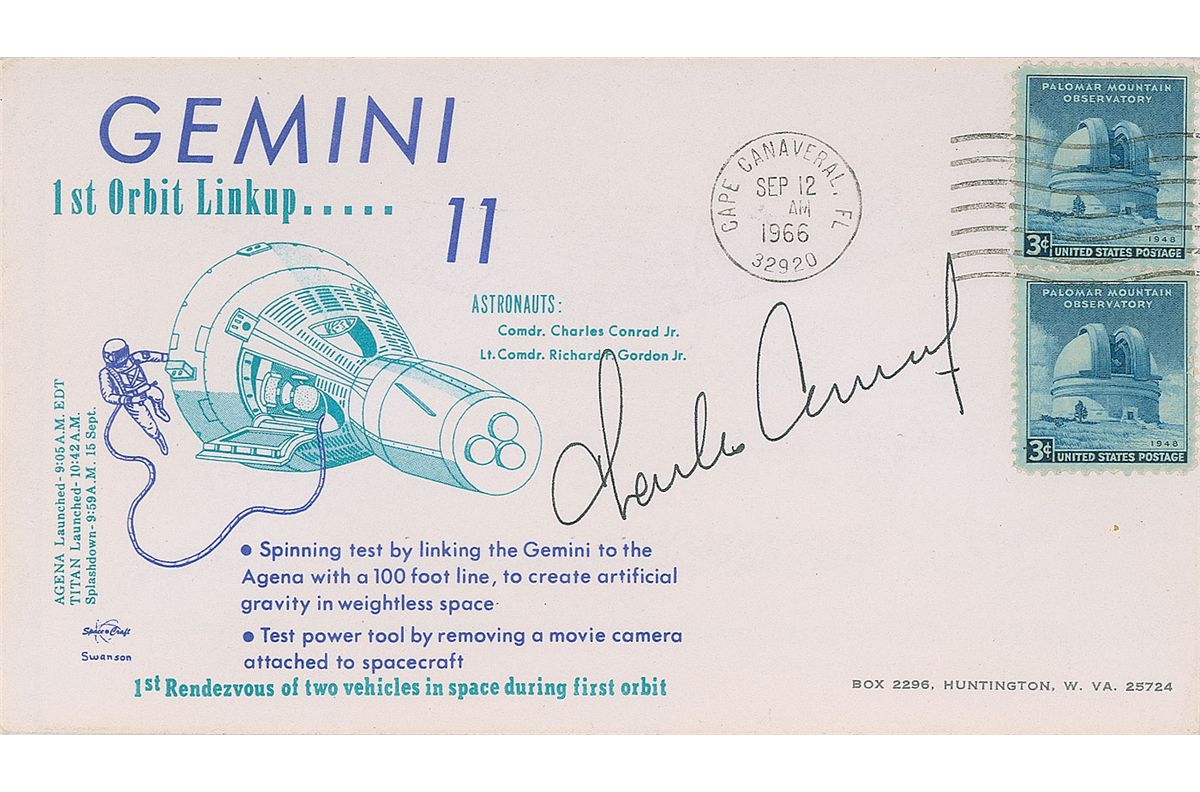 GEMINI
11
1st Orbit Linkup.....
ASTRONAUTS:
Comdr. Charles Conrad Jr.
Lt. Comdr. Richard F. Gordon Jr.
Charles Conrad
AGENA Launched - 9:05 A.M. EDT
TITAN Launched - 10:42 A.M.
Splashdown - 9:59 A.M. 15 Sept.
• Spinning test by linking the Gemini to the
Agena with a 100 foot line, to create artificial
gravity in weightless space.
• Test power tool by removing a movie camera
attached to spacecraft
1st Rendezvous of two vehicles in space during first orbit
Space Craft
Swanson
CAPE CANAVERAL, FL
SEP 12
AM
1966
32920
PALOMAR MOUNTAIN
OBSERVATORY
1948
3¢ UNITED STATES POSTAGE
PALOMAR MOUNTAIN
OBSERVATORY
1948
3¢ UNITED STATES POSTAGE
BOX 2296, HUNTINGTON, W. VA. 25724